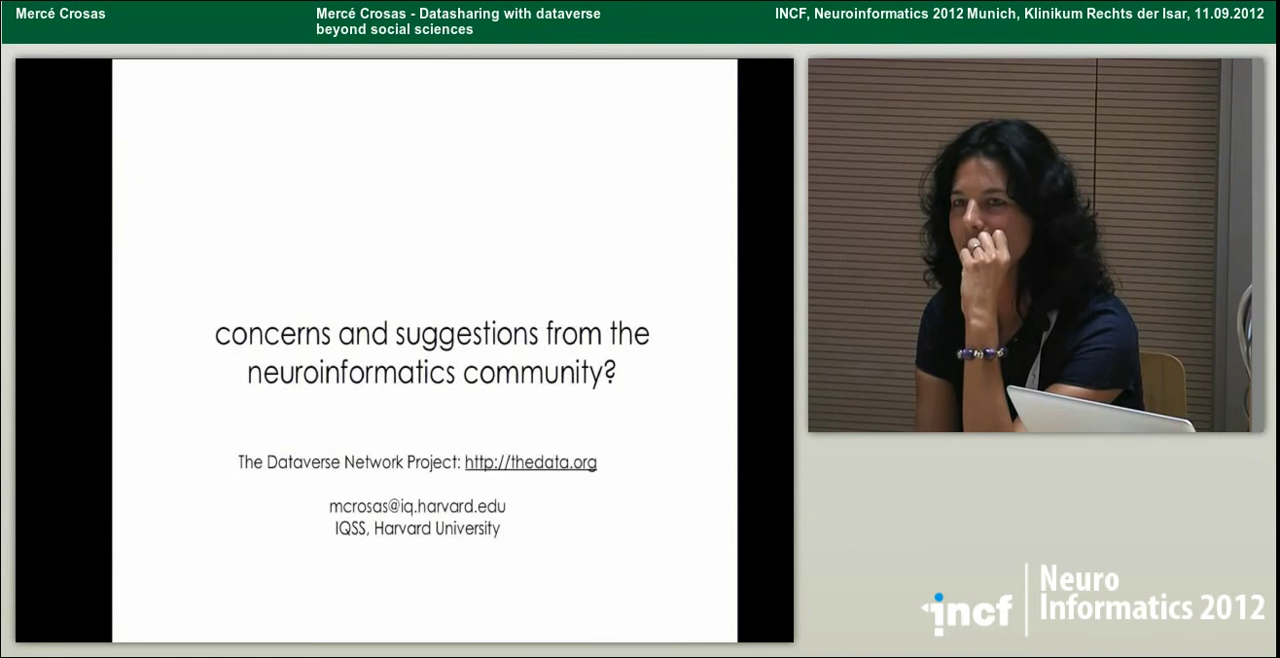 Mercé Crosas
Mercé Crosas - Datasharing with dataverse
beyond social sciences
INCF, Neuroinformatics 2012 Munich, Klinikum Rechts der Isar, 11.09.2012
concerns and suggestions from the
neuroinformatics community?
The Dataverse Network Project: http://thedata.org
mcrosas@iq.harvard.edu
IQSS, Harvard University
incf
Neuro
Informatics 2012